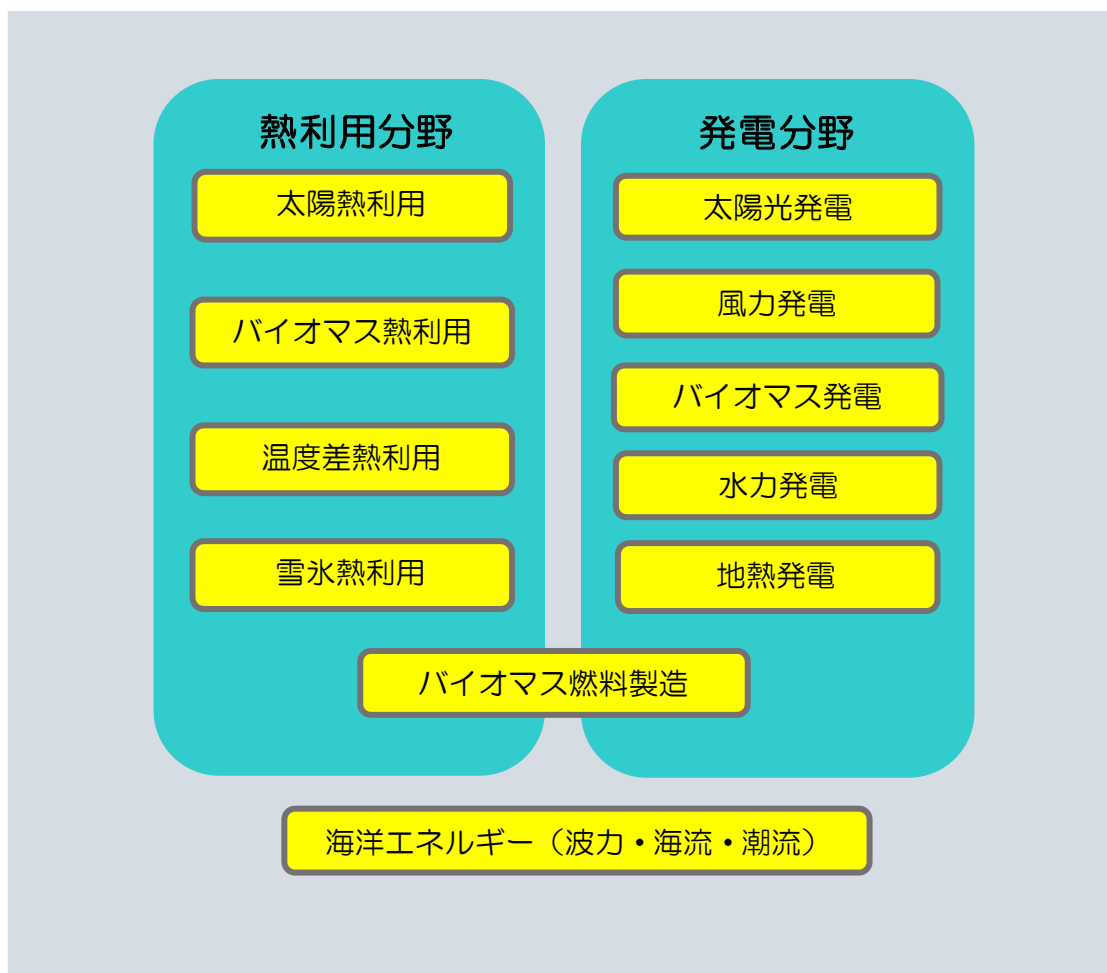 熱利用分野
太陽熱利用
バイオマス熱利用
温度差熱利用
雪氷熱利用
発電分野
太陽光発電
風力発電
バイオマス発電
水力発電
地熱発電
バイオマス燃料製造
海洋エネルギー（波力・海流・潮流）